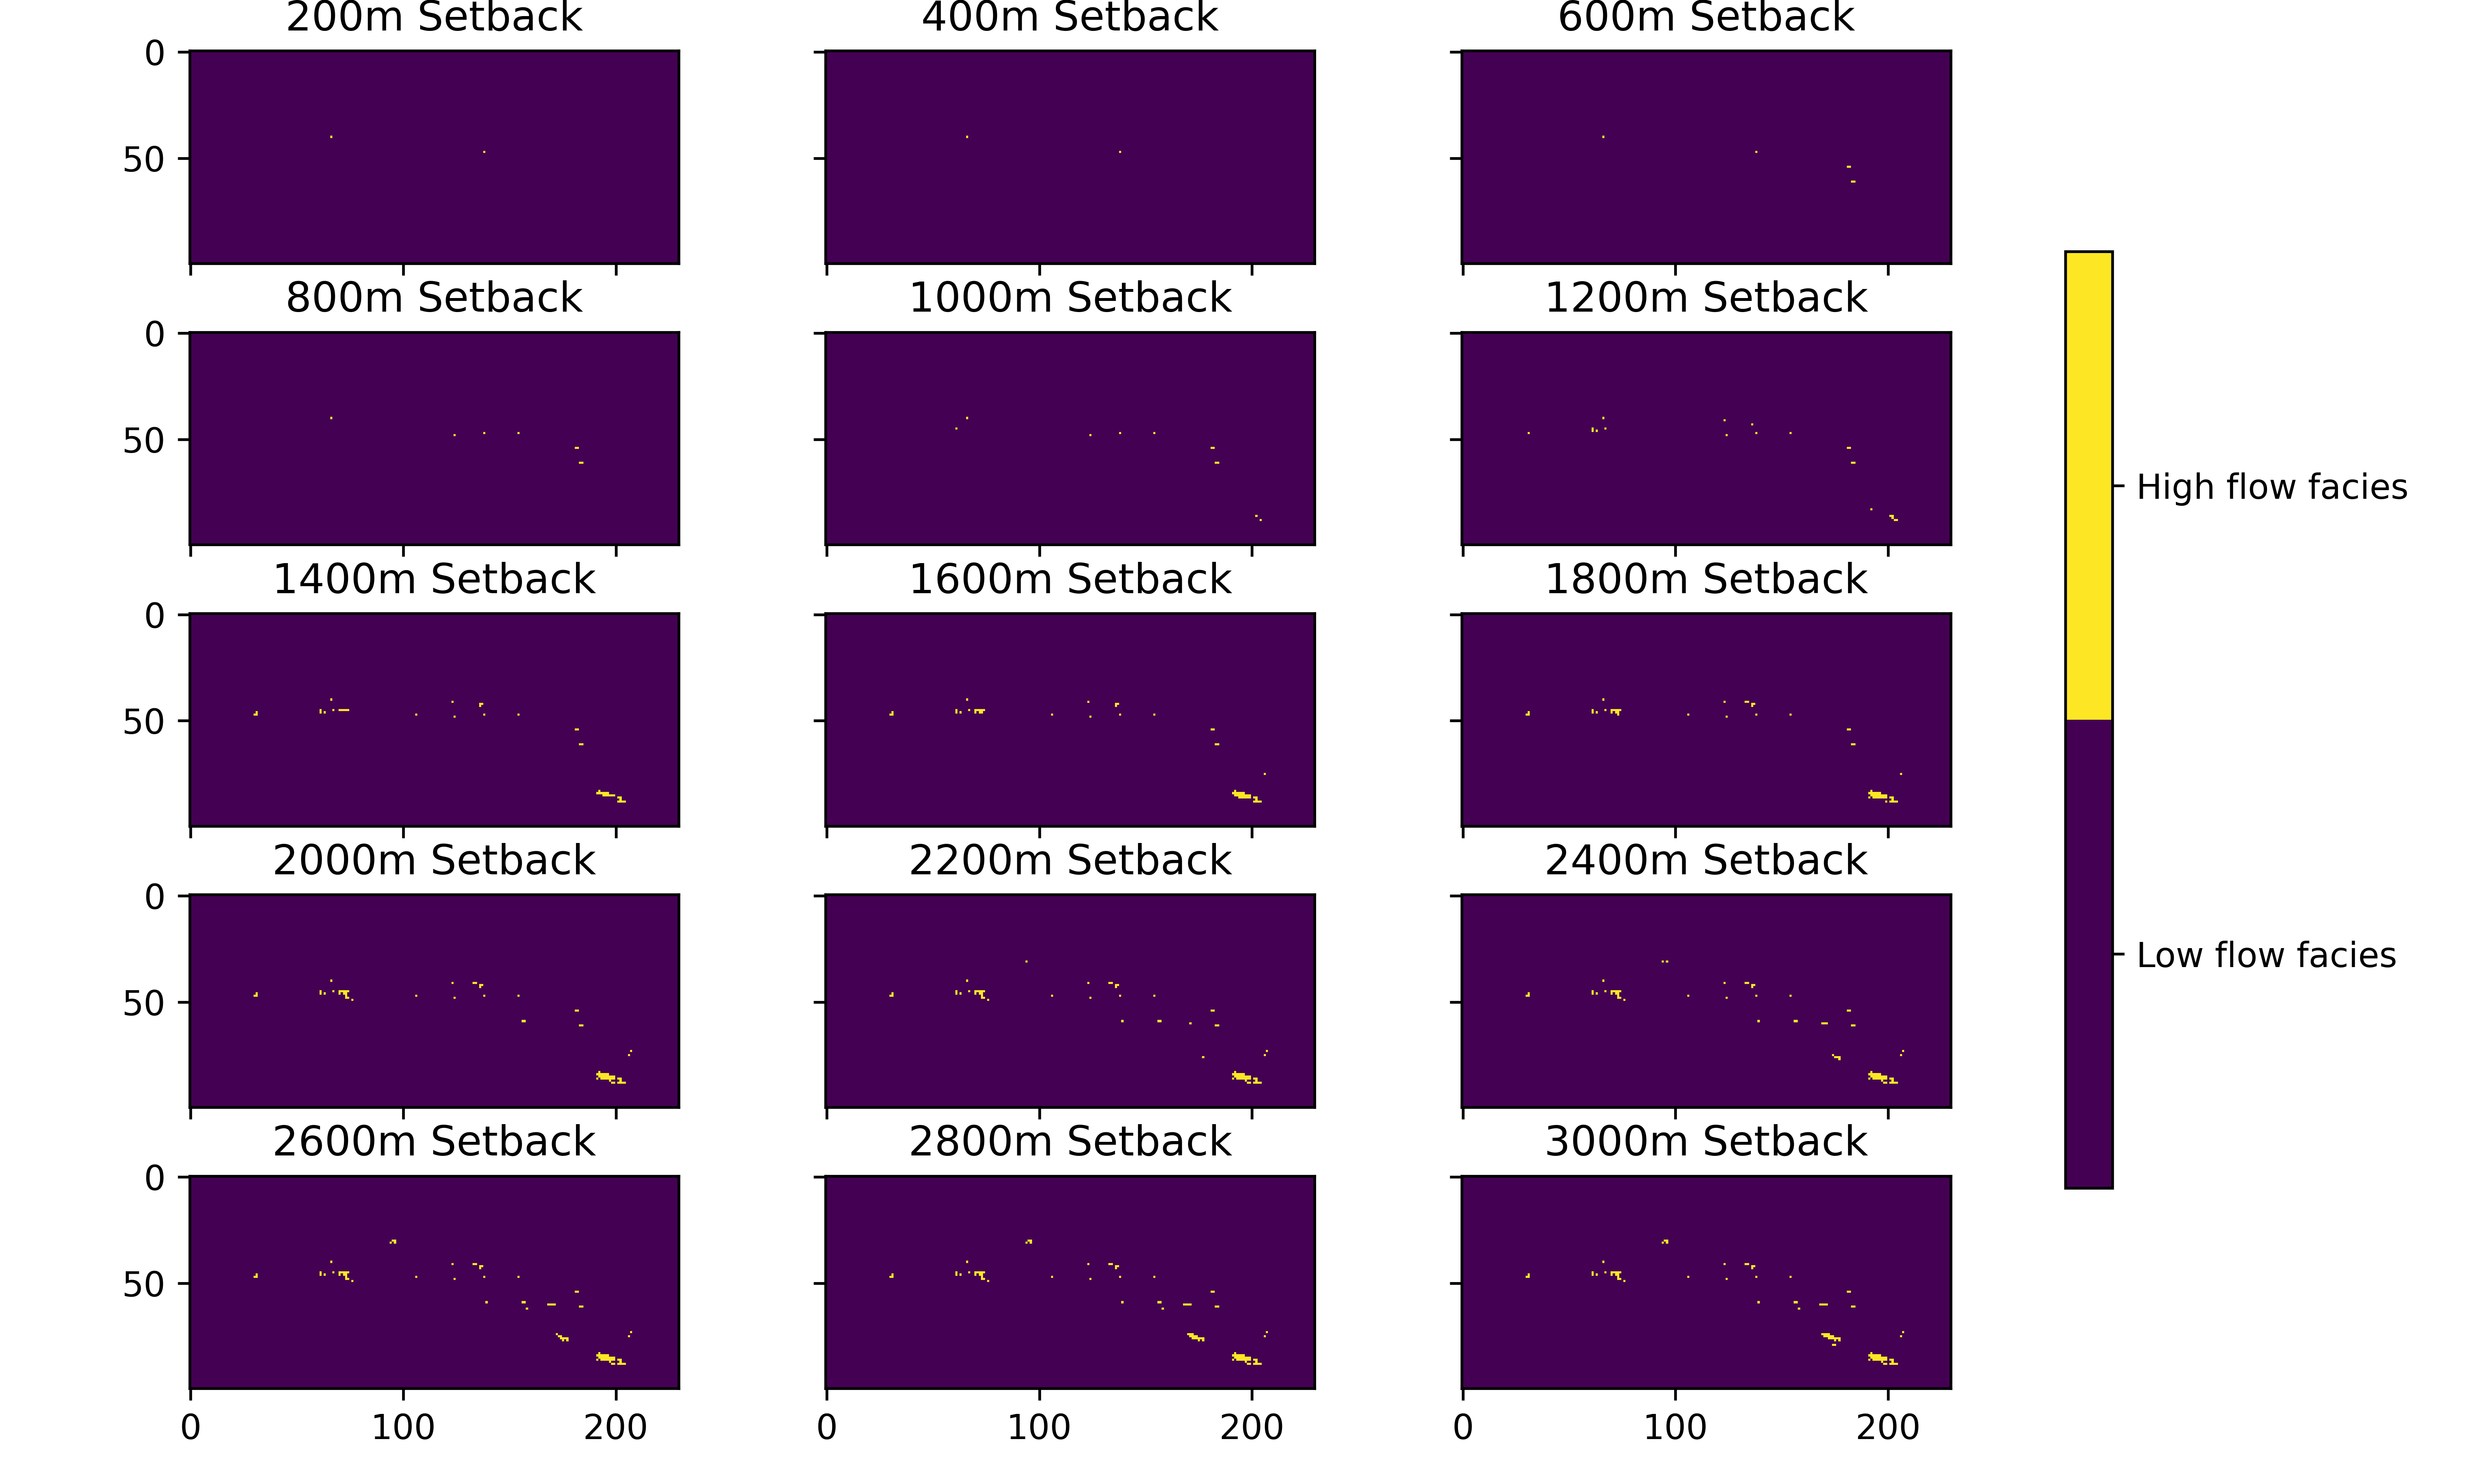 200m Setback
400m Setback
600m Setback
0
50
800m Setback
1000m Setback
1200m Setback
0
50
High flow facies
1400m Setback
1600m Setback
1800m Setback
0
50
2000m Setback
2200m Setback
2400m Setback
0
50
Low flow facies
2600m Setback
2800m Setback
3000m Setback
0
50
0 100 200
0 100 200
0 100 200